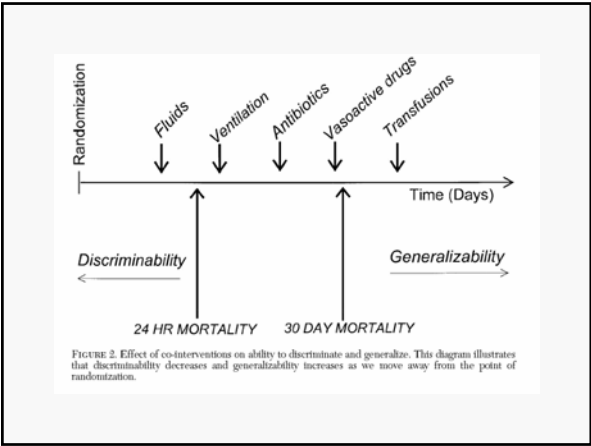 Randomization
Fluids
Ventilation
Antibiotics
Vasoactive drugs
Transfusions
Time (Days)
Discriminability
Generalizability
24 HR MORTALITY
30 DAY MORTALITY
FIGURE 2. Effect of co-interventions on ability to discriminate and generalize. This diagram illustrates
that discriminability decreases and generalizability increases as we move away from the point of
randomization.